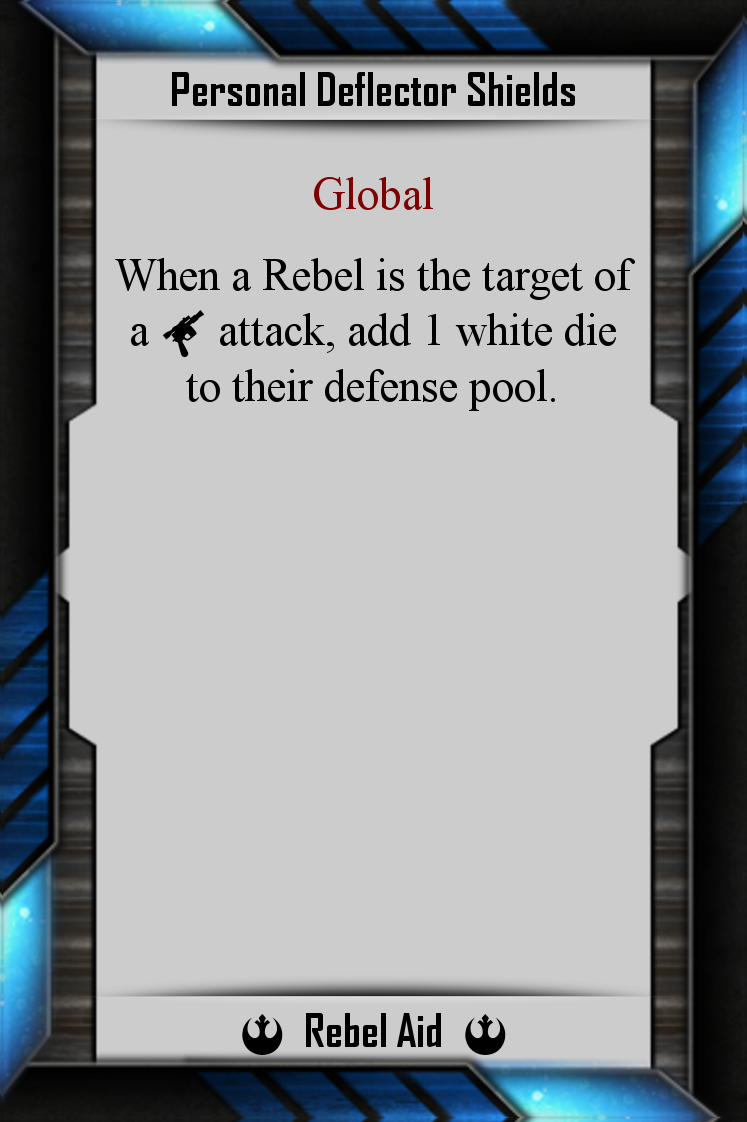 Personal Deflector Shields
Global
When a Rebel is the target of
a attack, add 1 white die
to their defense pool.
Rebel Aid